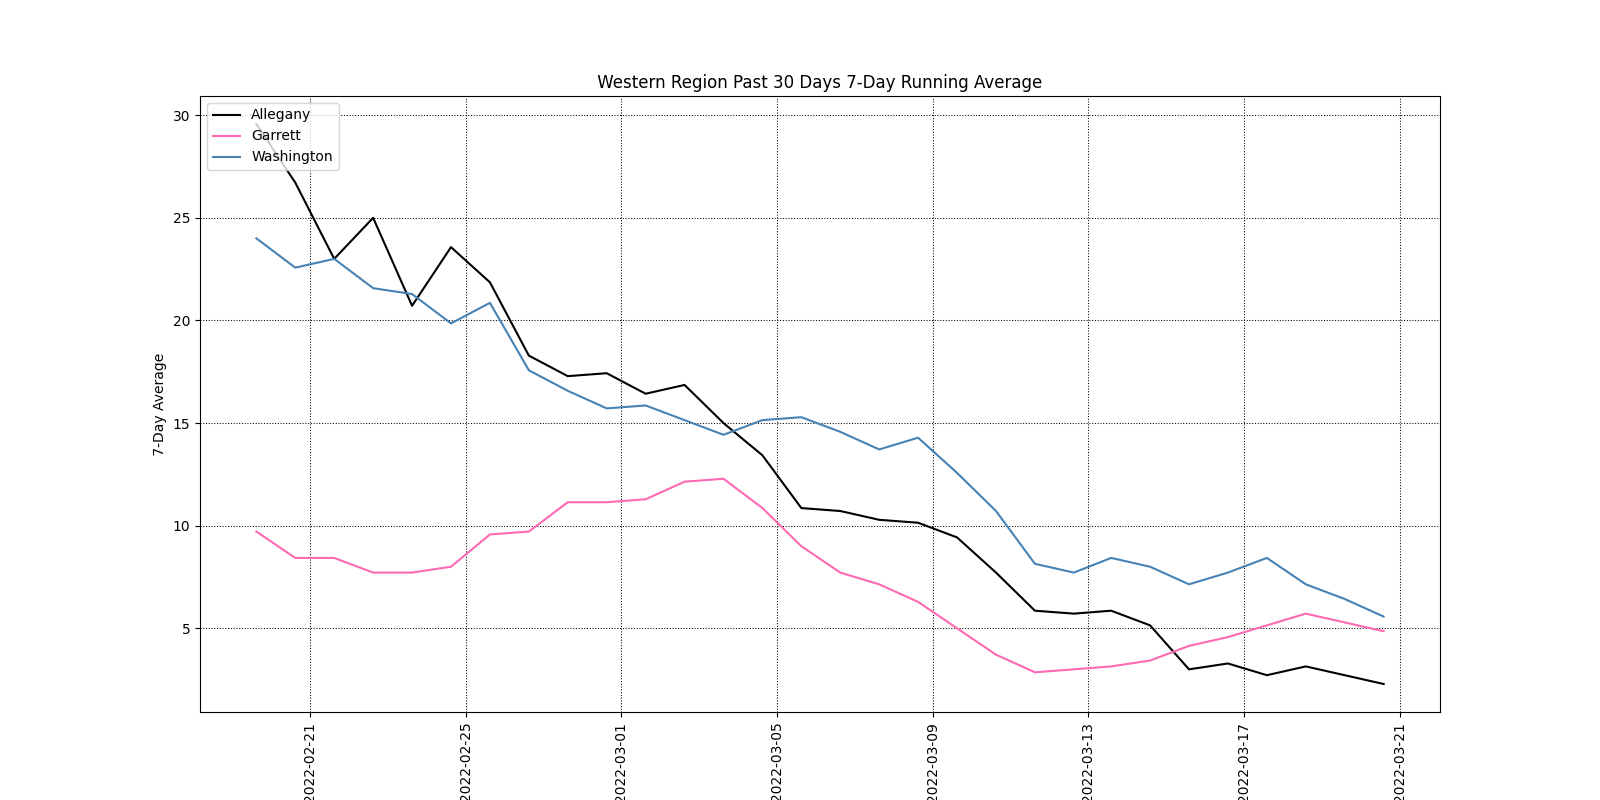 Western Region Past 30 Days 7-Day Running Average
Allegany
Garrett
Washington
7-Day Average
30
25
20
15
10
5
2022-02-21
2022-02-25
2022-03-01
2022-03-05
2022-03-09
2022-03-13
2022-03-17
2022-03-21